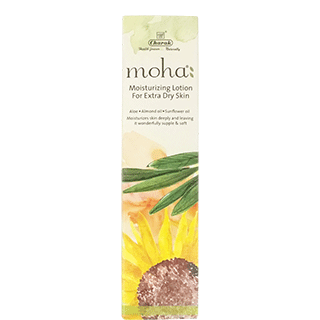 Charak
moha
Moisturizing Lotion
For Extra Dry Skin
Aloe • Almond oil • Sunflower oil
Moisturizes skin deeply and leaving
it wonderfully supple & soft